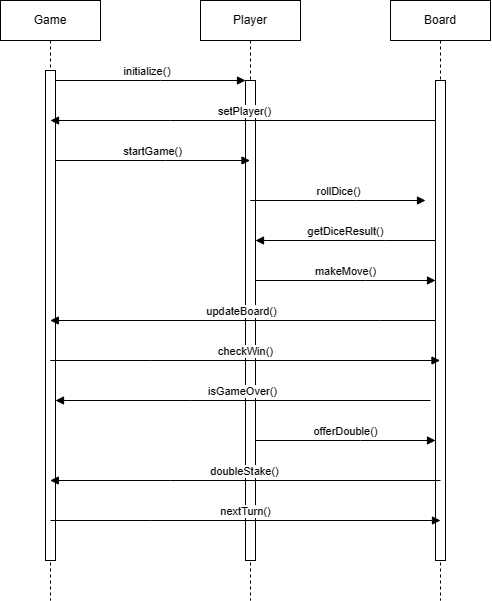 Game
Player
Board
initialize()
setPlayer()
startGame()
rollDice()
getDiceResult()
makeMove()
updateBoard()
checkWin()
isGameOver()
offerDouble()
doubleStake()
nextTurn()